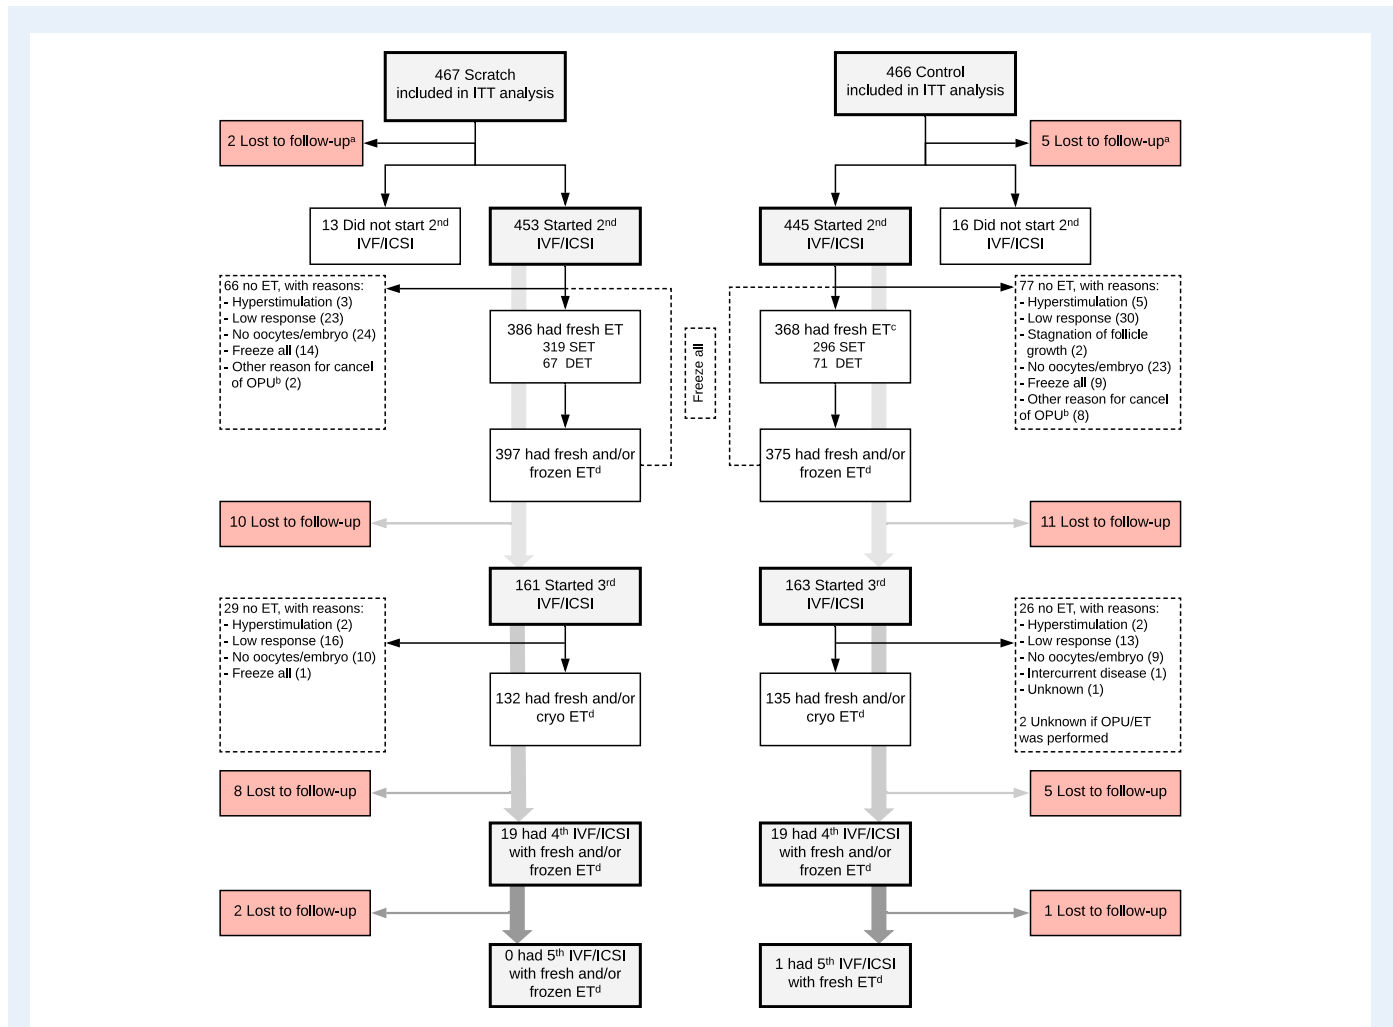 467 Scratch
included in ITT analysis
466 Control
included in ITT analysis
2 Lost to follow-upᵃ
5 Lost to follow-upᵃ
13 Did not start 2ⁿᵈ
IVF/ICSI
453 Started 2ⁿᵈ
IVF/ICSI
445 Started 2ⁿᵈ
IVF/ICSI
16 Did not start 2ⁿᵈ
IVF/ICSI
66 no ET, with reasons:
- Hyperstimulation (3)
- Low response (23)
- No oocytes/embryo (24)
- Freeze all (14)
- Other reason for cancel
of OPUᵇ (2)
386 had fresh ET
319 SET
67 DET
Freeze all
368 had fresh ETᶜ
296 SET
71 DET
77 no ET, with reasons:
- Hyperstimulation (5)
- Low response (30)
- Stagnation of follicle
growth (2)
- No oocytes/embryo (23)
- Freeze all (9)
- Other reason for cancel
of OPUᵇ (8)
397 had fresh and/or
frozen ETᵈ
375 had fresh and/or
frozen ETᵈ
10 Lost to follow-up
11 Lost to follow-up
161 Started 3ʳᵈ
IVF/ICSI
163 Started 3ʳᵈ
IVF/ICSI
29 no ET, with reasons:
- Hyperstimulation (2)
- Low response (16)
- No oocytes/embryo (10)
- Freeze all (1)
132 had fresh and/or
cryo ETᵈ
135 had fresh and/or
cryo ETᵈ
26 no ET, with reasons:
- Hyperstimulation (2)
- Low response (13)
- No oocytes/embryo (9)
- Intercurrent disease (1)
- Unknown (1)
2 Unknown if OPU/ET
was performed
8 Lost to follow-up
5 Lost to follow-up
19 had 4ᵗʰ IVF/ICSI
with fresh and/or
frozen ETᵈ
19 had 4ᵗʰ IVF/ICSI
with fresh and/or
frozen ETᵈ
2 Lost to follow-up
1 Lost to follow-up
0 had 5ᵗʰ IVF/ICSI
with fresh and/or
frozen ETᵈ
1 had 5ᵗʰ IVF/ICSI
with fresh ETᵈ